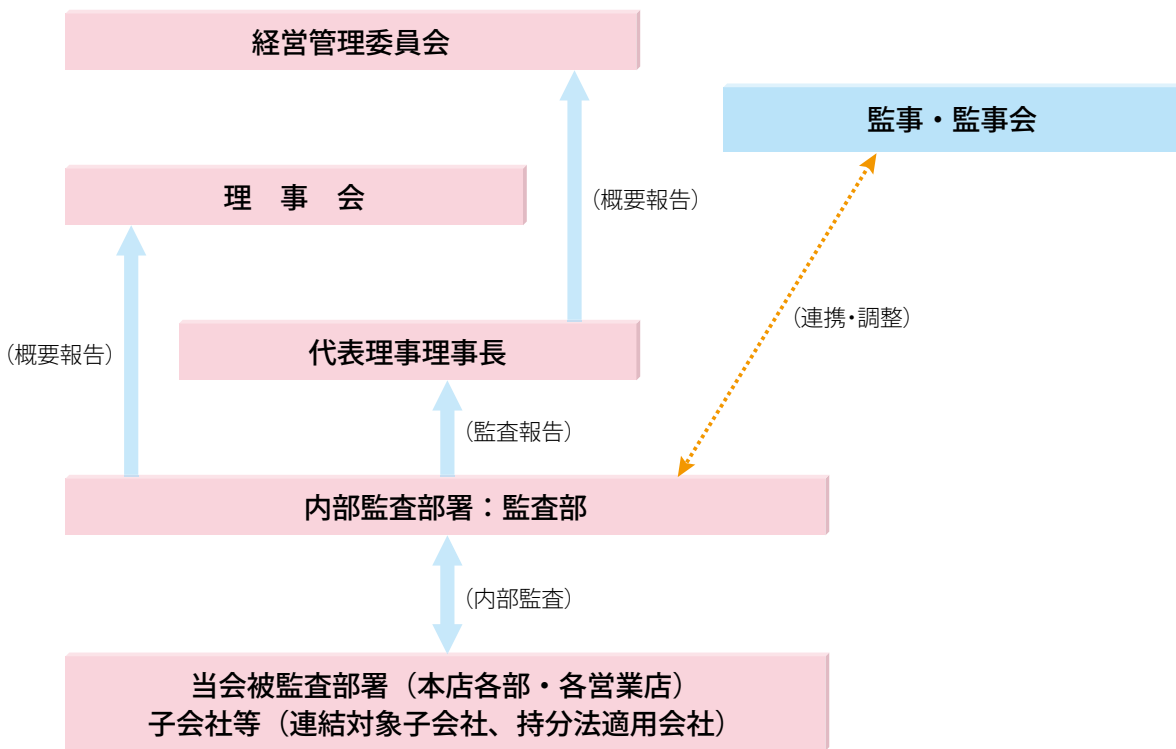 経営管理委員会
監事・監事会
理　事　会
（概要報告）
（連携・調整）
代表理事理事長
（概要報告）
（監査報告）
内部監査部署：監査部
（内部監査）
当会被監査部署（本店各部・各営業店）
子会社等（連結対象子会社、持分法適用会社）